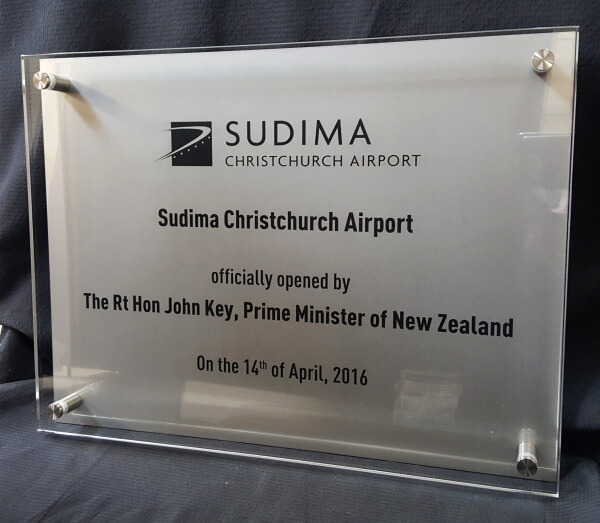 SUDIMA
CHRISTCHURCH AIRPORT
Sudima Christchurch Airport
officially opened by
The Rt Hon John Key, Prime Minister of New Zealand
On the 14th of April, 2016